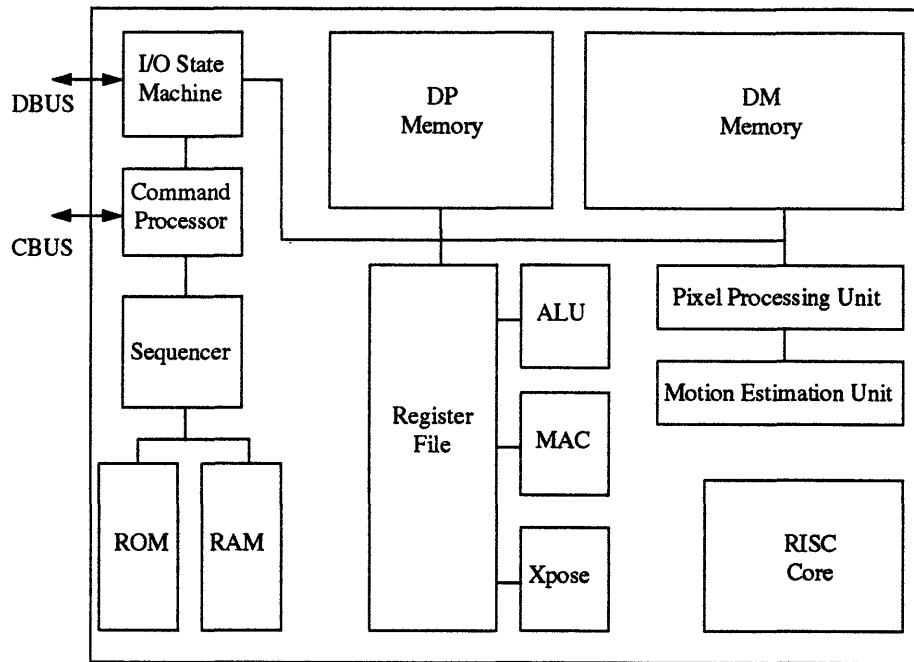 DBUS
I/O State
Machine
DP
Memory
DM
Memory
CBUS
Command
Processor
Sequencer
ROM
RAM
Register
File
ALU
MAC
Xpose
Pixel Processing Unit
Motion Estimation Unit
RISC
Core